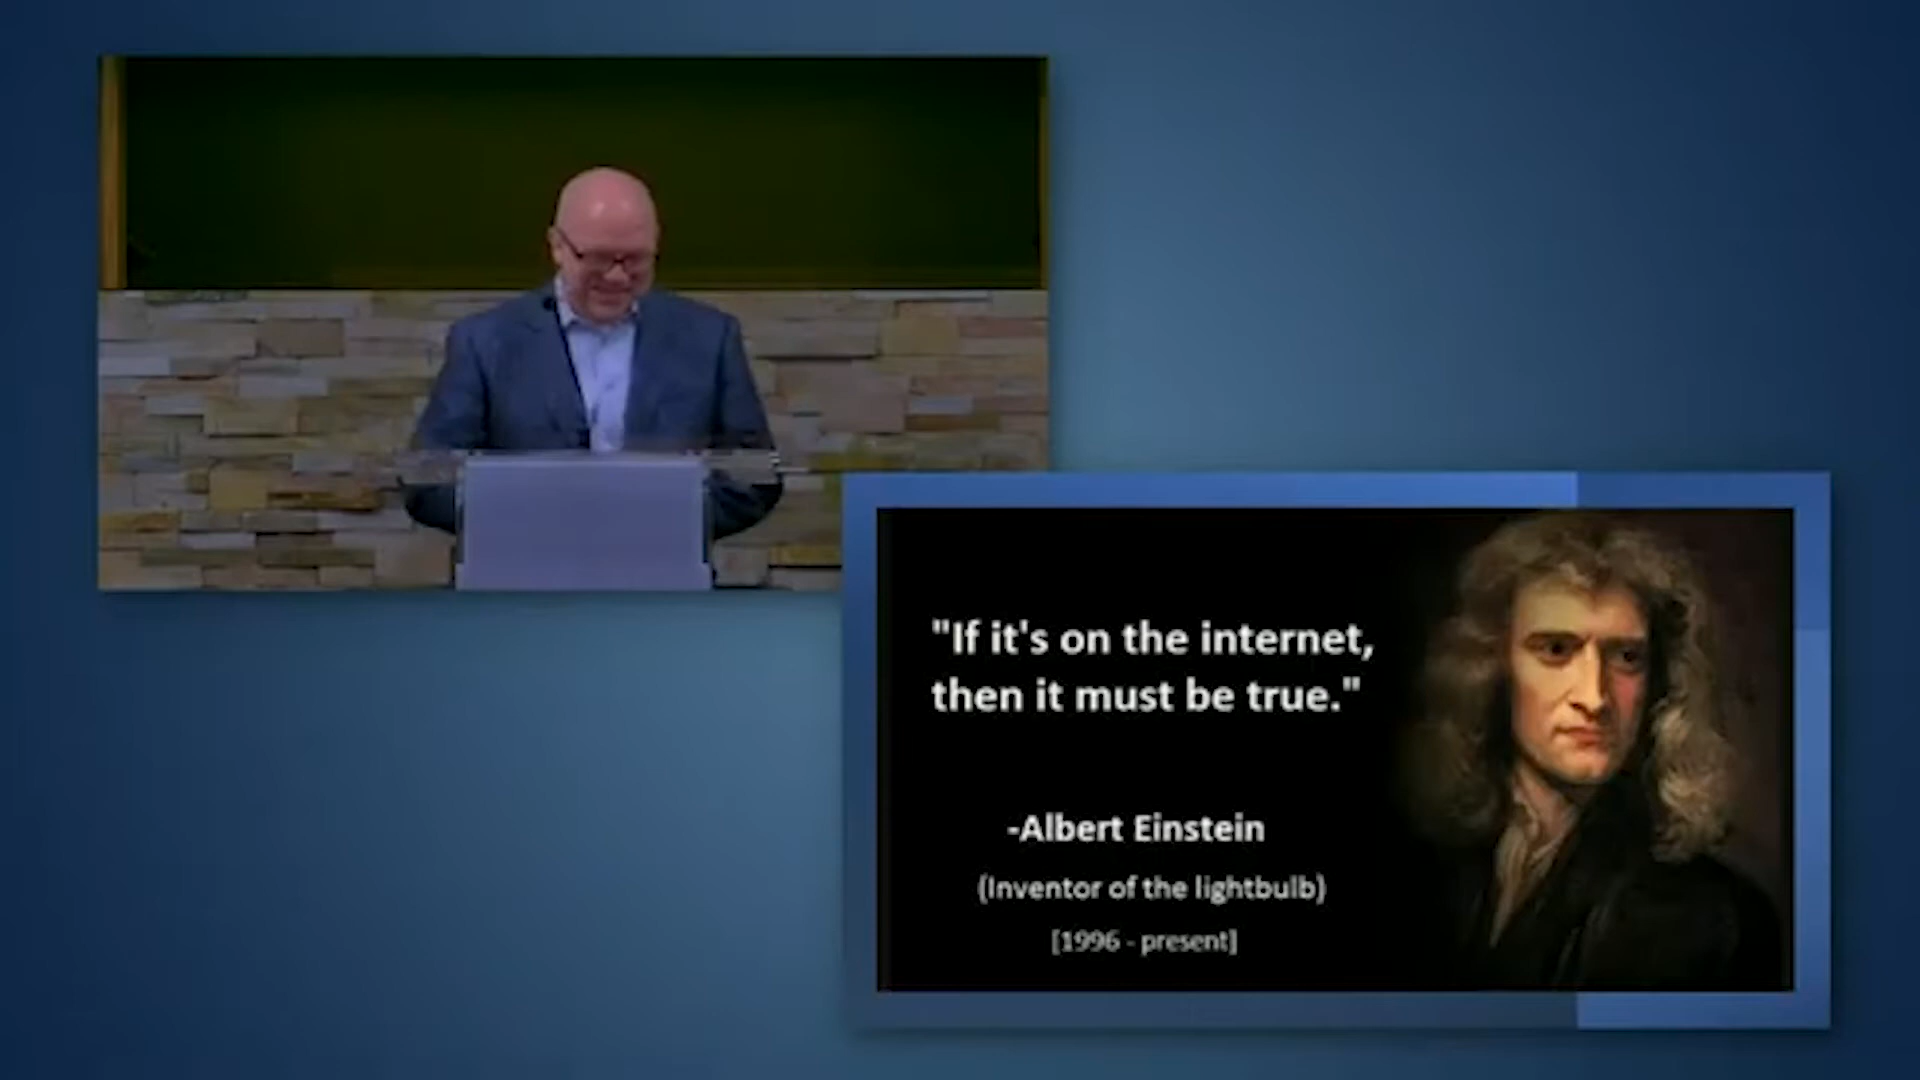 "If it's on the internet,
then it must be true."
-Albert Einstein
(Inventor of the lightbulb)
[1996 - present]